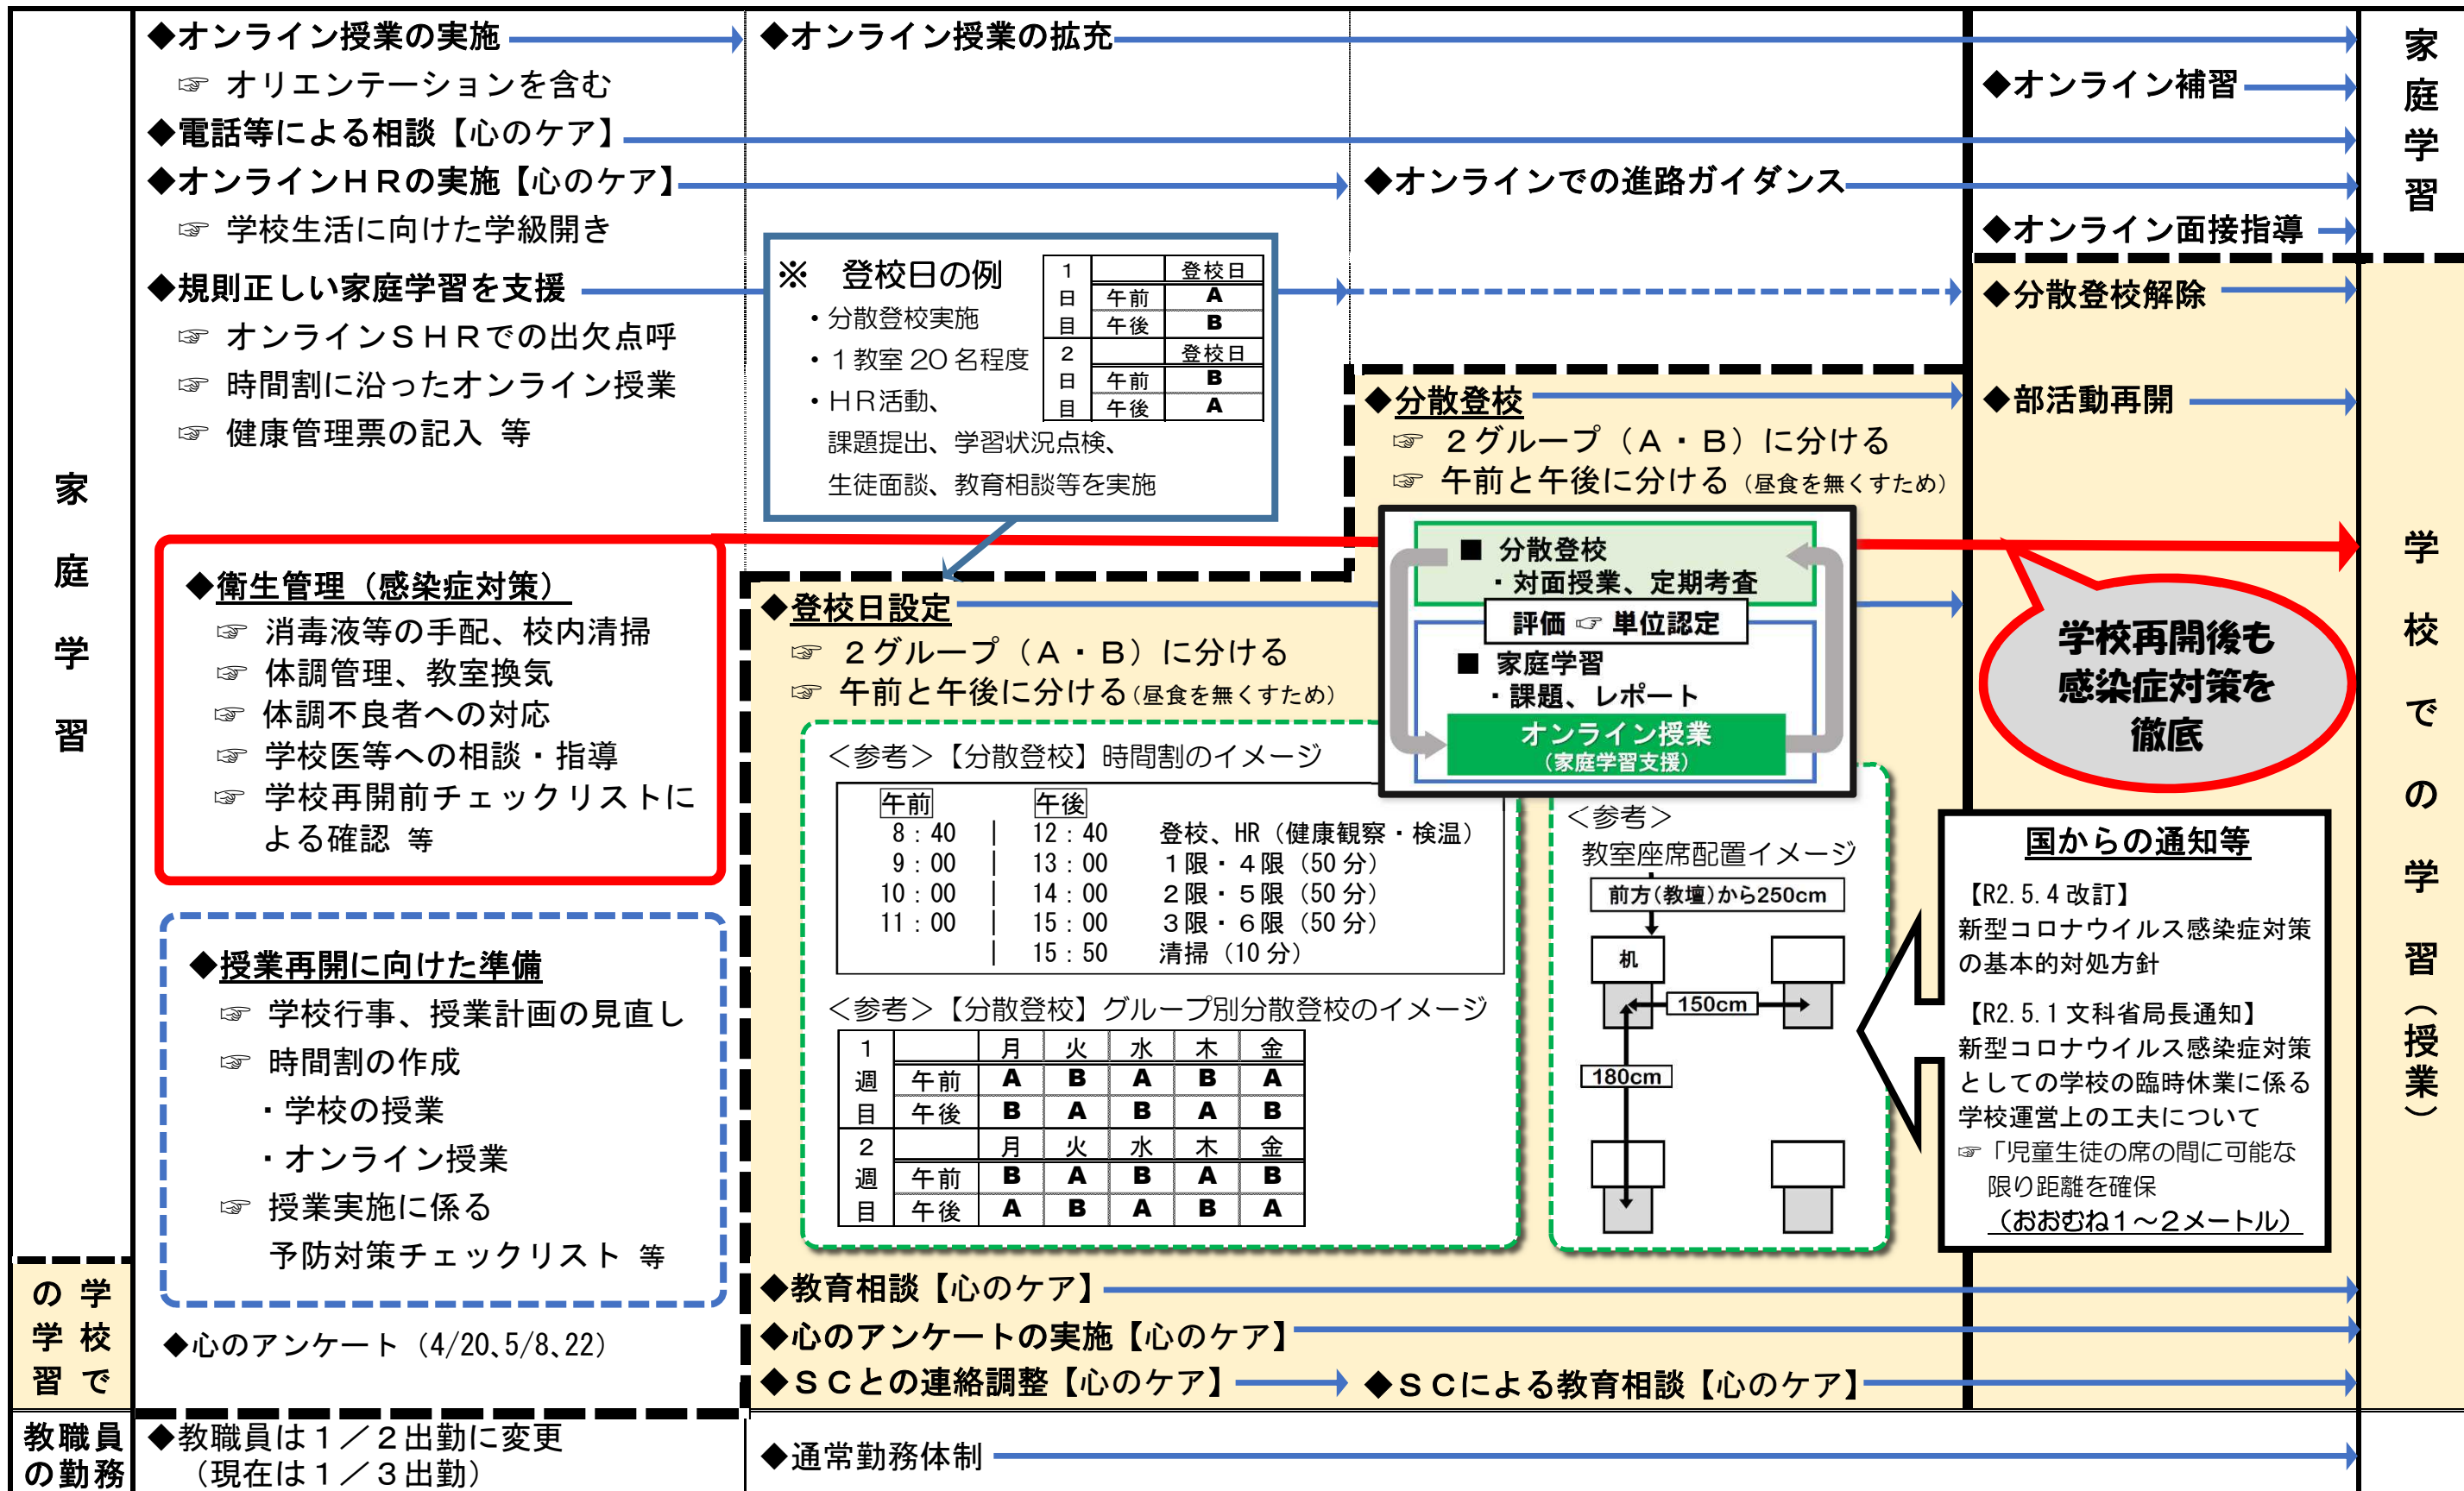 家庭学習
の学習
学校で
教職員
の勤務
◆オンライン授業の実施
☞ オリエンテーションを含む
◆電話等による相談【心のケア】
◆オンラインＨＲの実施【心のケア】
☞ 学校生活に向けた学級開き
◆規則正しい家庭学習を支援
☞ オンラインＳＨＲでの出欠点呼
☞ 時間割に沿ったオンライン授業
☞ 健康管理票の記入 等
◆衛生管理（感染症対策）
☞ 消毒液等の手配、校内清掃
☞ 体調管理、教室換気
☞ 体調不良者への対応
☞ 学校医等への相談・指導
☞ 学校再開前チェックリストに
よる確認 等
◆授業再開に向けた準備
☞ 学校行事、授業計画の見直し
☞ 時間割の作成
・学校の授業
・オンライン授業
☞ 授業実施に係る
予防対策チェックリスト 等
◆心のアンケート（4/20、5/8、22）
◆教職員は１／２出勤に変更
（現在は１／３出勤）
◆オンライン授業の拡充
※ 登校日の例
・分散登校実施
・１教室 20 名程度
・ＨＲ活動、
課題提出、学習状況点検、
生徒面談、教育相談等を実施
1日目 登校日
午前 A
午後 B
2日目 登校日
午前 B
午後 A
◆登校日設定
☞ ２グループ（Ａ・Ｂ）に分ける
☞ 午前と午後に分ける（昼食を無くすため）
＜参考＞【分散登校】時間割のイメージ
午前 午後
8：40 | 12：40 登校、HR（健康観察・検温）
9：00 | 13：00 １限・４限（50 分）
10：00 | 14：00 ２限・５限（50 分）
11：00 | 15：00 ３限・６限（50 分）
| 15：50 清掃（10 分）
＜参考＞【分散登校】グループ別分散登校のイメージ
1週目 月 火 水 木 金
午前 A B A B A
午後 B A B A B
2週目 月 火 水 木 金
午前 B A B A B
午後 A B A B A
◆教育相談【心のケア】
◆心のアンケートの実施【心のケア】
◆ＳＣとの連絡調整【心のケア】
◆通常勤務体制
◆オンラインでの進路ガイダンス
◆分散登校
☞ ２グループ（Ａ・Ｂ）に分ける
☞ 午前と午後に分ける（昼食を無くすため）
■ 分散登校
・対面授業、定期考査
評価 ☞ 単位認定
■ 家庭学習
・課題、レポート
オンライン授業
（家庭学習支援）
＜参考＞
教室座席配置イメージ
前方（教壇）から250cm
机
150cm
180cm
◆ＳＣによる教育相談【心のケア】
◆オンライン補習
◆オンライン面接指導
◆分散登校解除
◆部活動再開
学校再開後も
感染症対策を
徹底
国からの通知等
【R2.5.4 改訂】
新型コロナウイルス感染症対策
の基本的対処方針
【R2.5.1 文科省局長通知】
新型コロナウイルス感染症対策
としての学校の臨時休業に係る
学校運営上の工夫について
☞「児童生徒の席の間に可能な
限り距離を確保
（おおむね１～２メートル）
家庭学習
学校での学習（授業）